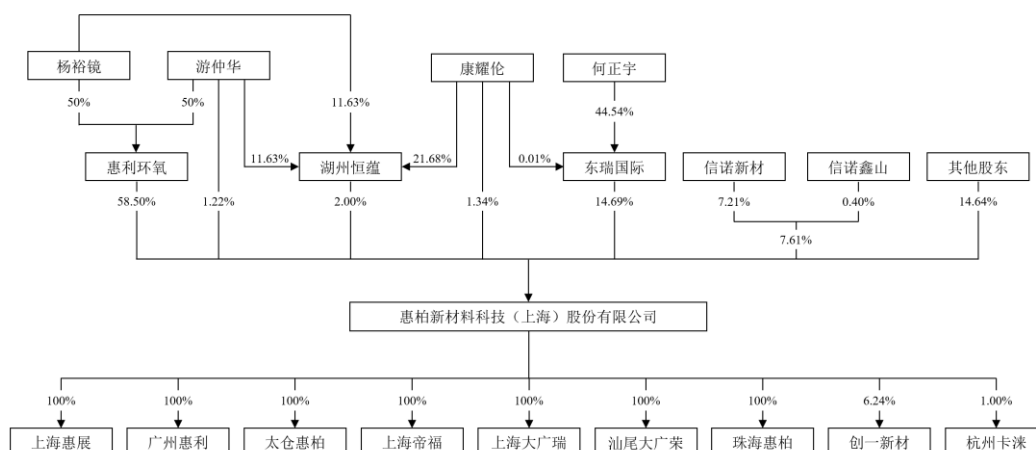 杨裕镜
游仲华
康耀伦
何正宇
50%
50%
11.63%
44.54%
惠利环氧
11.63%
湖州恒蕴
21.68%
0.01%
东瑞国际
信诺新材
信诺鑫山
其他股东
58.50%
1.22%
2.00%
1.34%
14.69%
7.21%
0.40%
14.64%
7.61%
惠柏新材料科技（上海）股份有限公司
100%
100%
100%
100%
100%
100%
100%
6.24%
1.00%
上海惠展
广州惠利
太仓惠柏
上海帝福
上海大广瑞
汕尾大广荣
珠海惠柏
创一新材
杭州卡涞